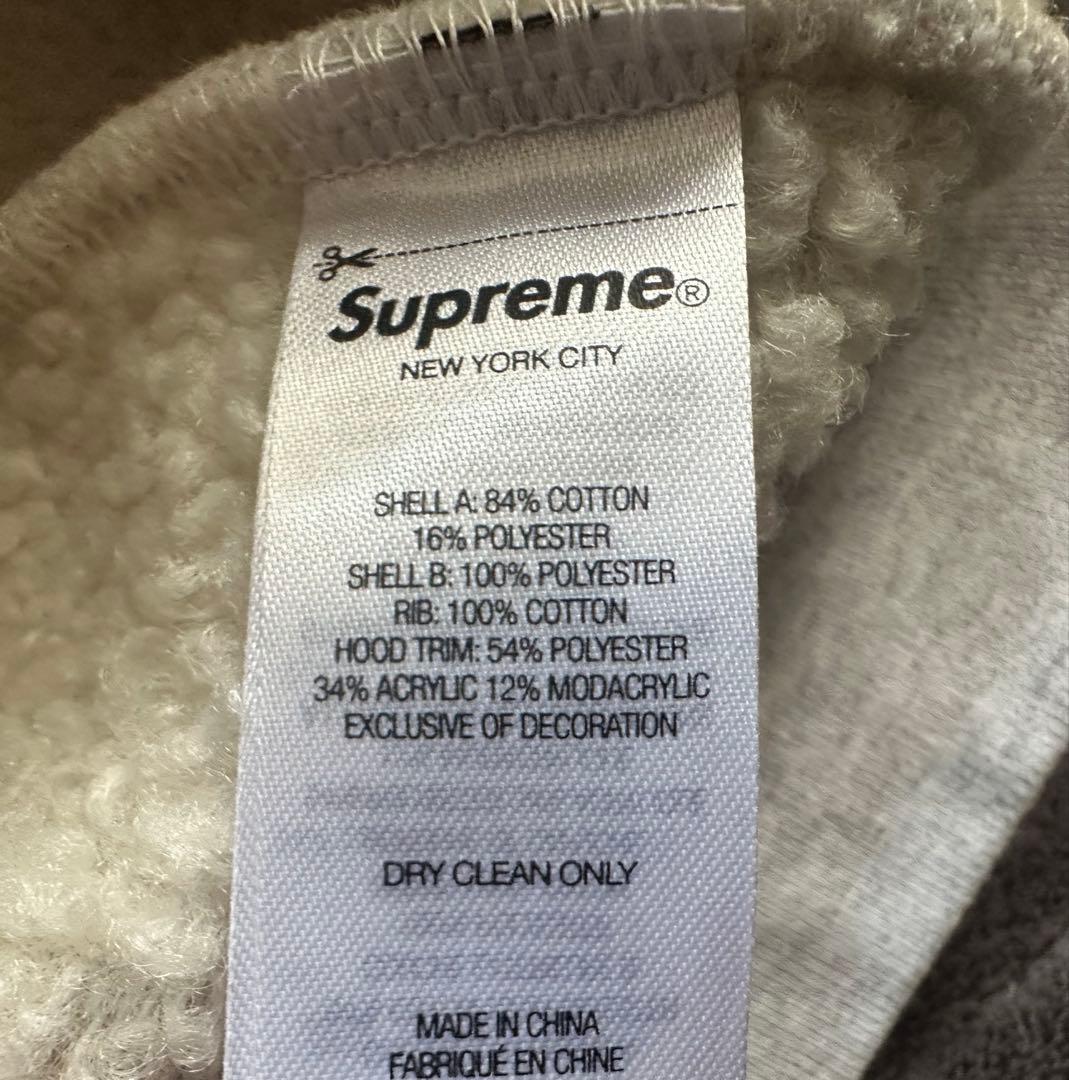 Supreme®
NEW YORK CITY
SHELL A: 84% COTTON
16% POLYESTER
SHELL B: 100% POLYESTER
RIB: 100% COTTON
HOOD TRIM: 54% POLYESTER
34% ACRYLIC 12% MODACRYLIC
EXCLUSIVE OF DECORATION
DRY CLEAN ONLY
MADE IN CHINA
FABRIQUÉ EN CHINE